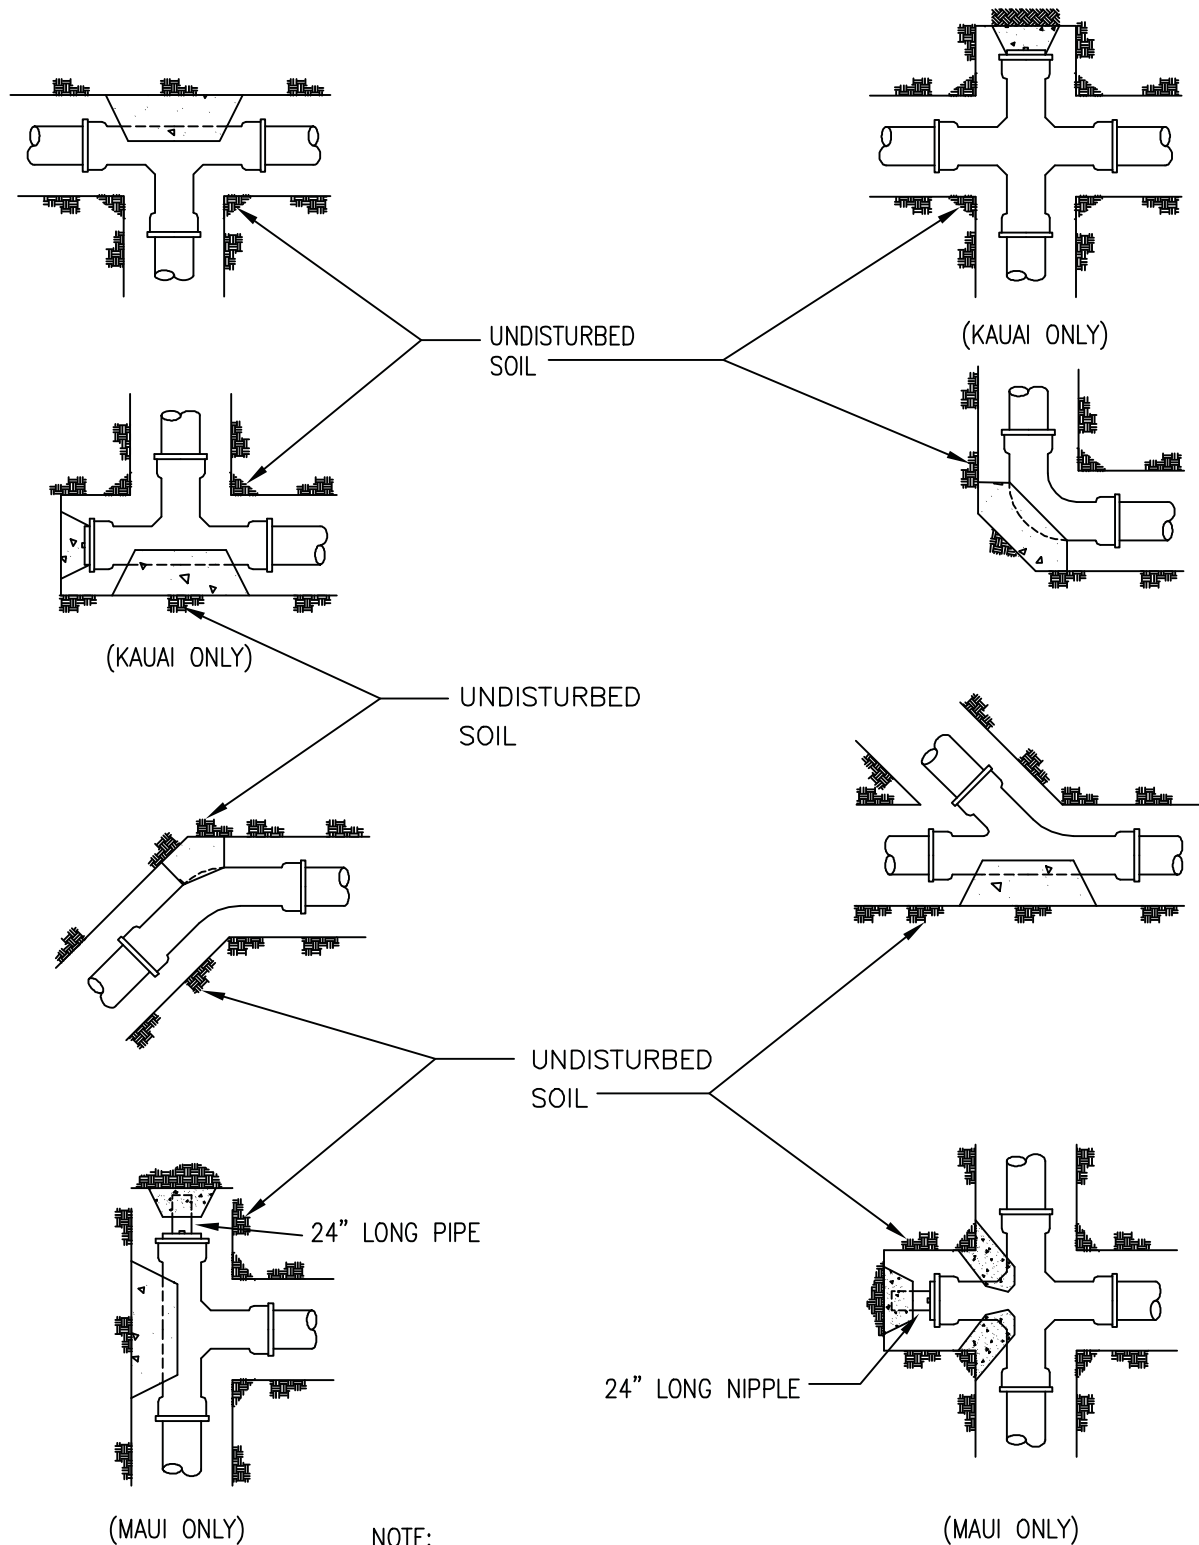 UNDISTURBED
SOIL
(KAUAI ONLY)
(KAUAI ONLY)
UNDISTURBED
SOIL
UNDISTURBED
SOIL
24" LONG PIPE
24" LONG NIPPLE
(MAUI ONLY)
NOTE:
(MAUI ONLY)